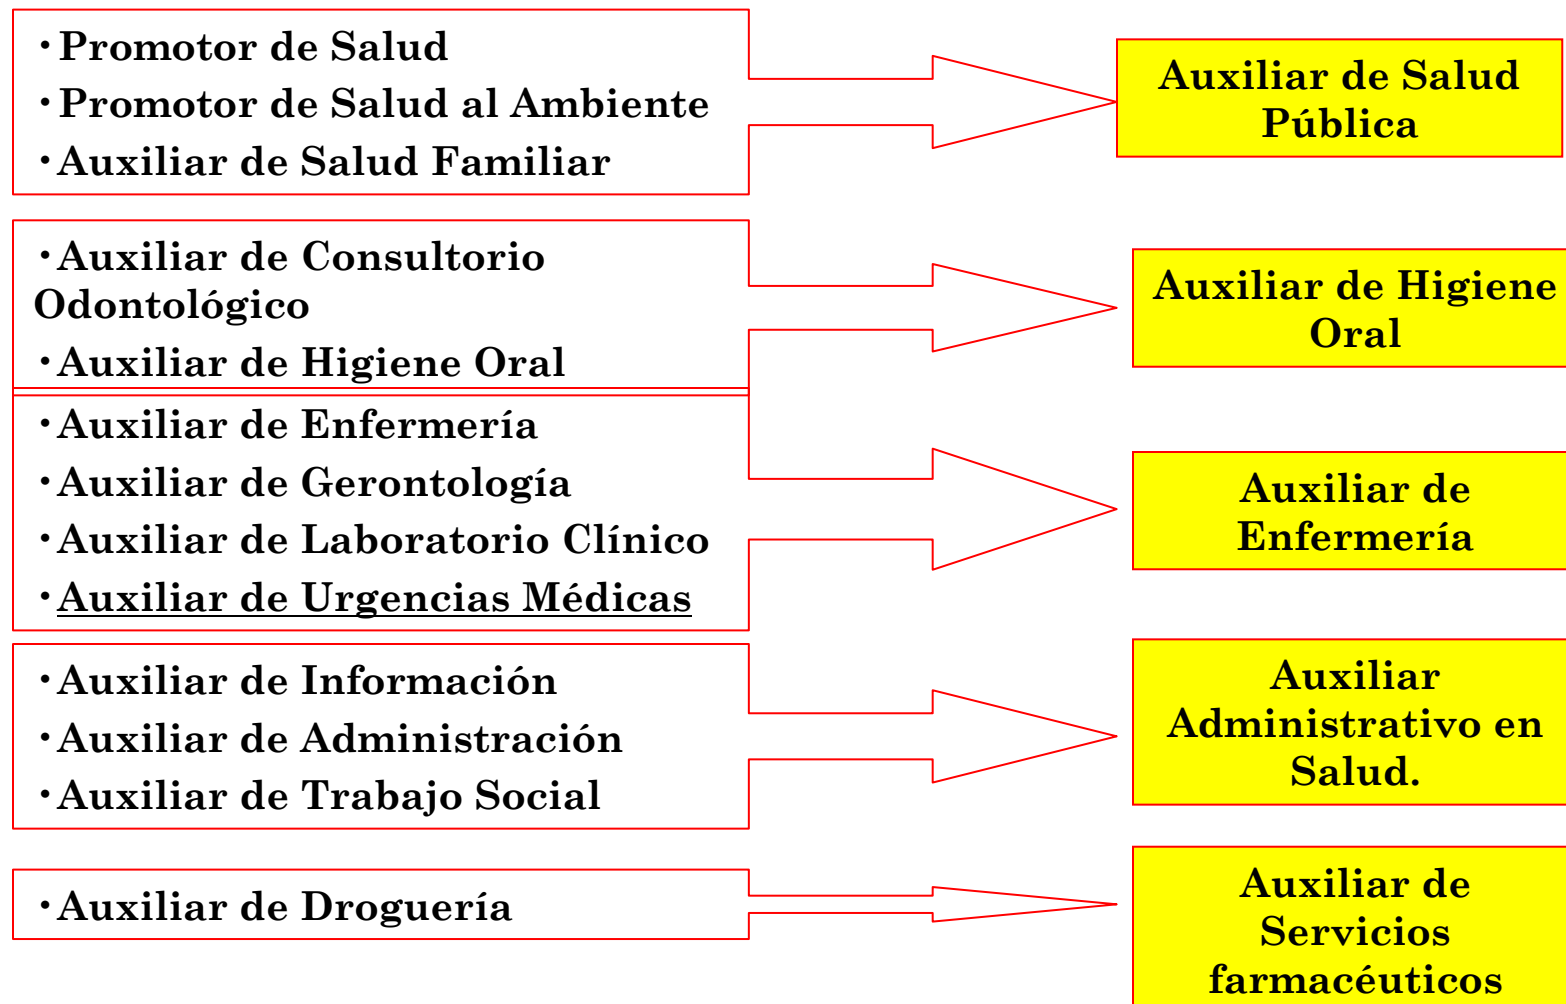 ·Promotor de Salud
·Promotor de Salud al Ambiente
·Auxiliar de Salud Familiar
Auxiliar de Salud
Pública
·Auxiliar de Consultorio
Odontológico
·Auxiliar de Higiene Oral
Auxiliar de Higiene
Oral
·Auxiliar de Enfermería
·Auxiliar de Gerontología
·Auxiliar de Laboratorio Clínico
·Auxiliar de Urgencias Médicas
Auxiliar de
Enfermería
·Auxiliar de Información
·Auxiliar de Administración
·Auxiliar de Trabajo Social
Auxiliar
Administrativo en
Salud.
·Auxiliar de Droguería
Auxiliar de
Servicios
farmacéuticos